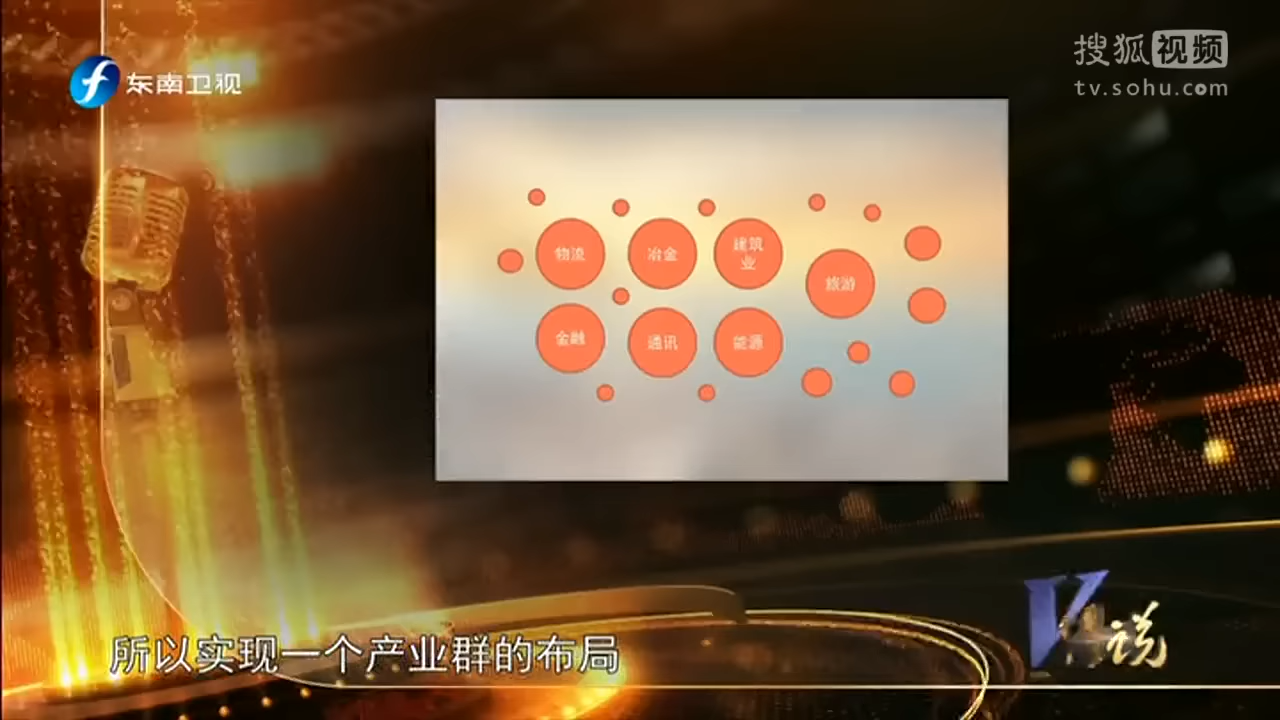 搜狐视频
tv.sohu.com
东南卫视
物流
冶金
建筑
业
旅游
金融
通讯
能源
说
所以实现一个产业群的布局